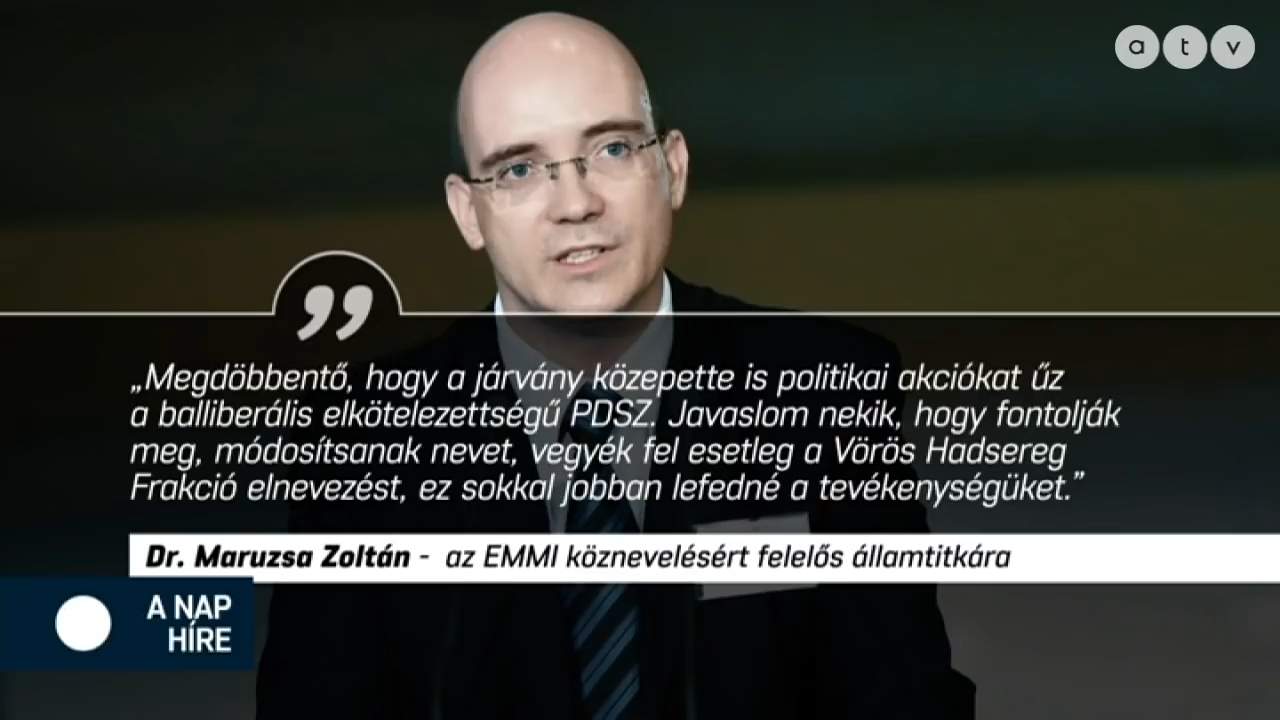 atv
„Megdöbbentő, hogy a járvány közepette is politikai akciókat űz
a balliberális elkötelezettségű PDSZ. Javaslom nekik, hogy fontolják
meg, módosítsanak nevet, vegyék fel esetleg a Vörös Hadsereg
Frakció elnevezést, ez sokkal jobban lefedné a tevékenységüket.”
Dr. Maruzsa Zoltán - az EMMI köznevelésért felelős államtitkára
A NAP
HÍRE